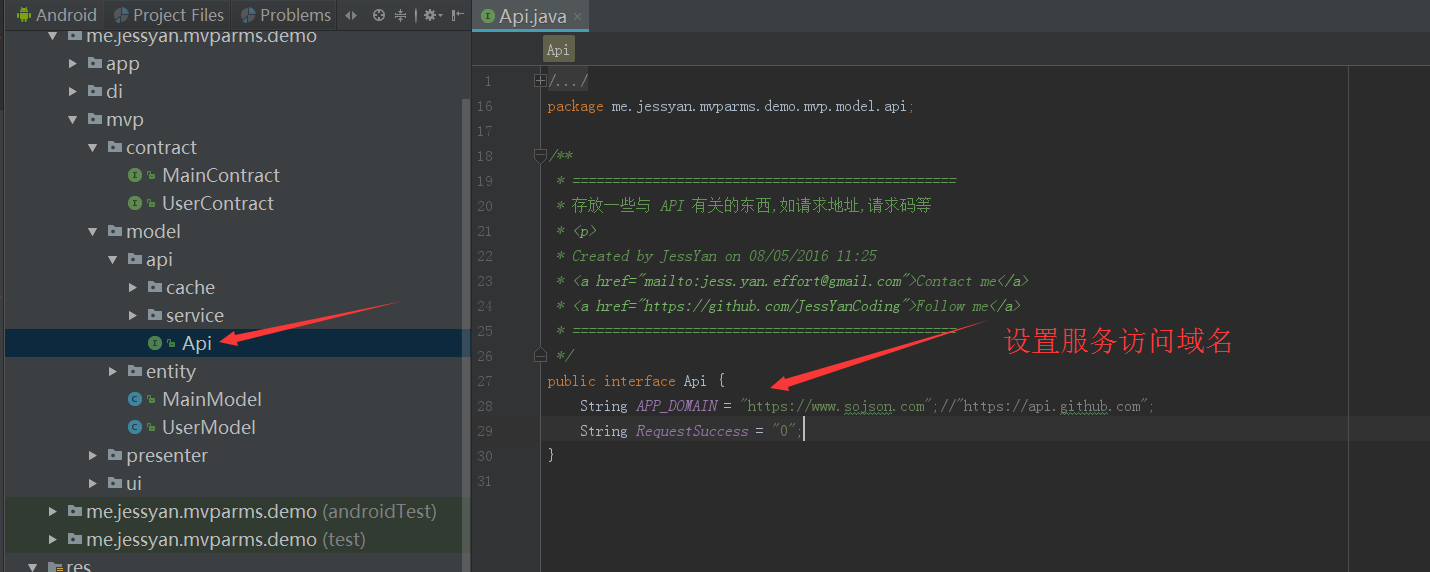 Android Project Files Problems
Api.java
me.jessyan.mvparms.demo
app
di
mvp
contract
MainContract
UserContract
model
api
cache
service
Api
entity
MainModel
UserModel
presenter
ui
me.jessyan.mvparms.demo (androidTest)
me.jessyan.mvparms.demo (test)
res
Api
1 /.../
16 package me.jessyan.mvparms.demo.mvp.model.api;
17
18 /**
19 * ================================================
20 * 存放一些与 API 有关的东西,如请求地址,请求码等
21 * <p>
22 * Created by JessYan on 08/05/2016 11:25
23 * <a href="mailto:jess.yan.effort@gmail.com">Contact me</a>
24 * <a href="https://github.com/JessYanCoding">Follow me</a>
25 * ================================================
26 */
27 public interface Api {
28 String APP_DOMAIN = "https://www.sojson.com";//"https://api.github.com";
29 String RequestSuccess = "0";
30 }
31
设置服务访问域名